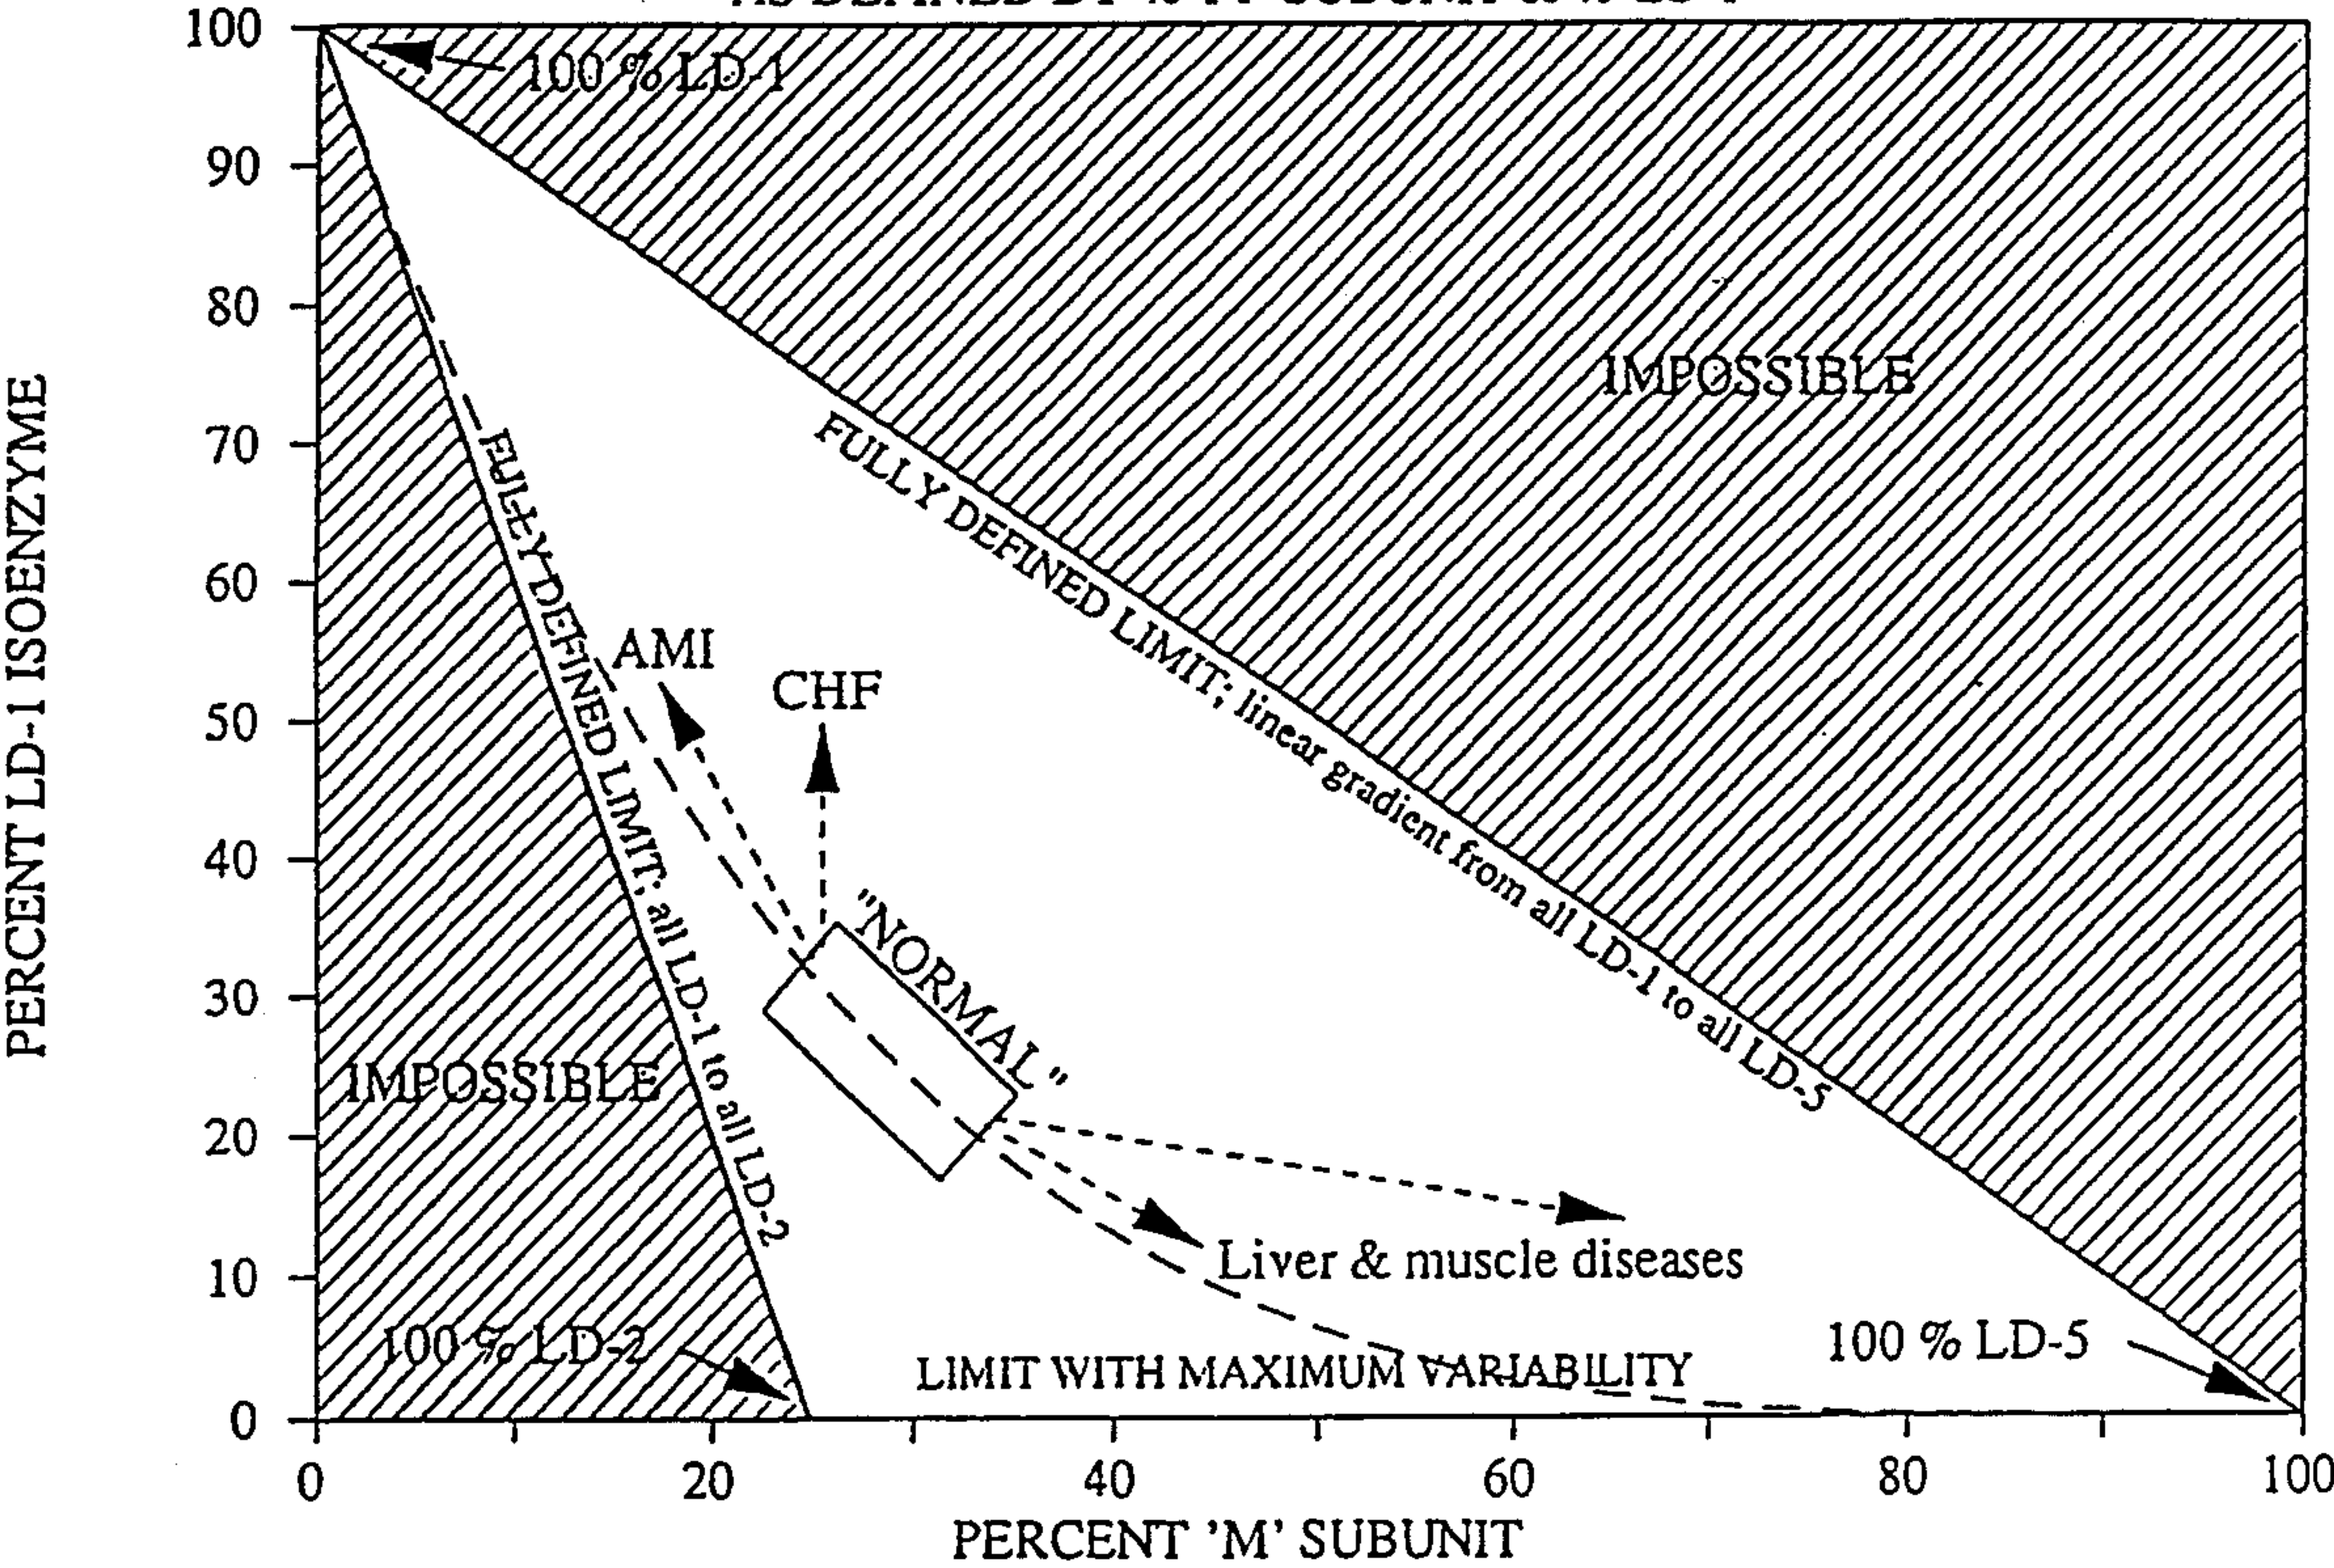 100
100 % LD-1
90
80
IMPOSSIBLE
70
FULLY DEFINED LIMIT; linear gradient from all LD-1 to all LD-5
FULLY DEFINED LIMIT; all LD-1 to all LD-2
60
AMI
CHF
50
40
"NORMAL"
30
IMPOSSIBLE
20
10
Liver & muscle diseases
100 % LD-2
LIMIT WITH MAXIMUM VARIABILITY
100 % LD-5
0
0 20 40 60 80 100
PERCENT 'M' SUBUNIT
PERCENT LD-1 ISOENZYME